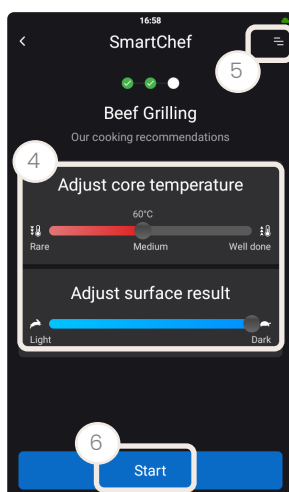 16:58
SmartChef
5
Beef Grilling
Our cooking recommendations
4
Adjust core temperature
60°C
Rare Medium Well done
Adjust surface result
Light Dark
6
Start